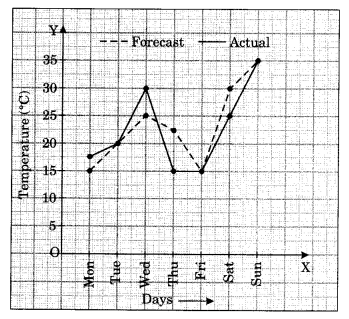 Y
Forecast Actual
35
30
25
20
15
10
5
O
X
Temperature (°C)
Mon
Tue
Wed
Thu
Fri
Sat
Sun
Days